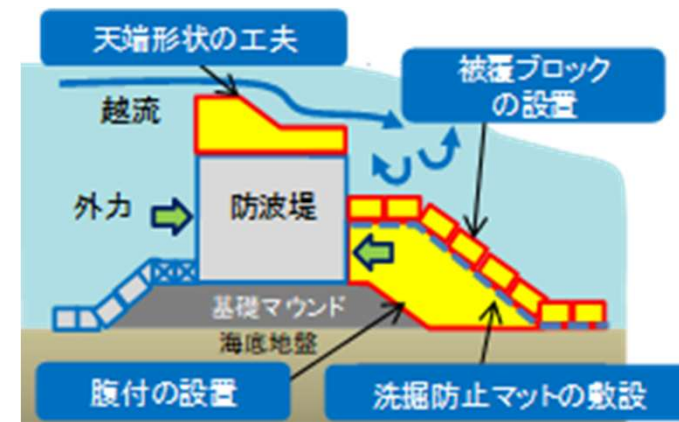 天端形状の工夫
被覆ブロック
の設置
越流
外力
防波堤
基礎マウンド
海底地盤
腹付の設置
洗掘防止マットの敷設